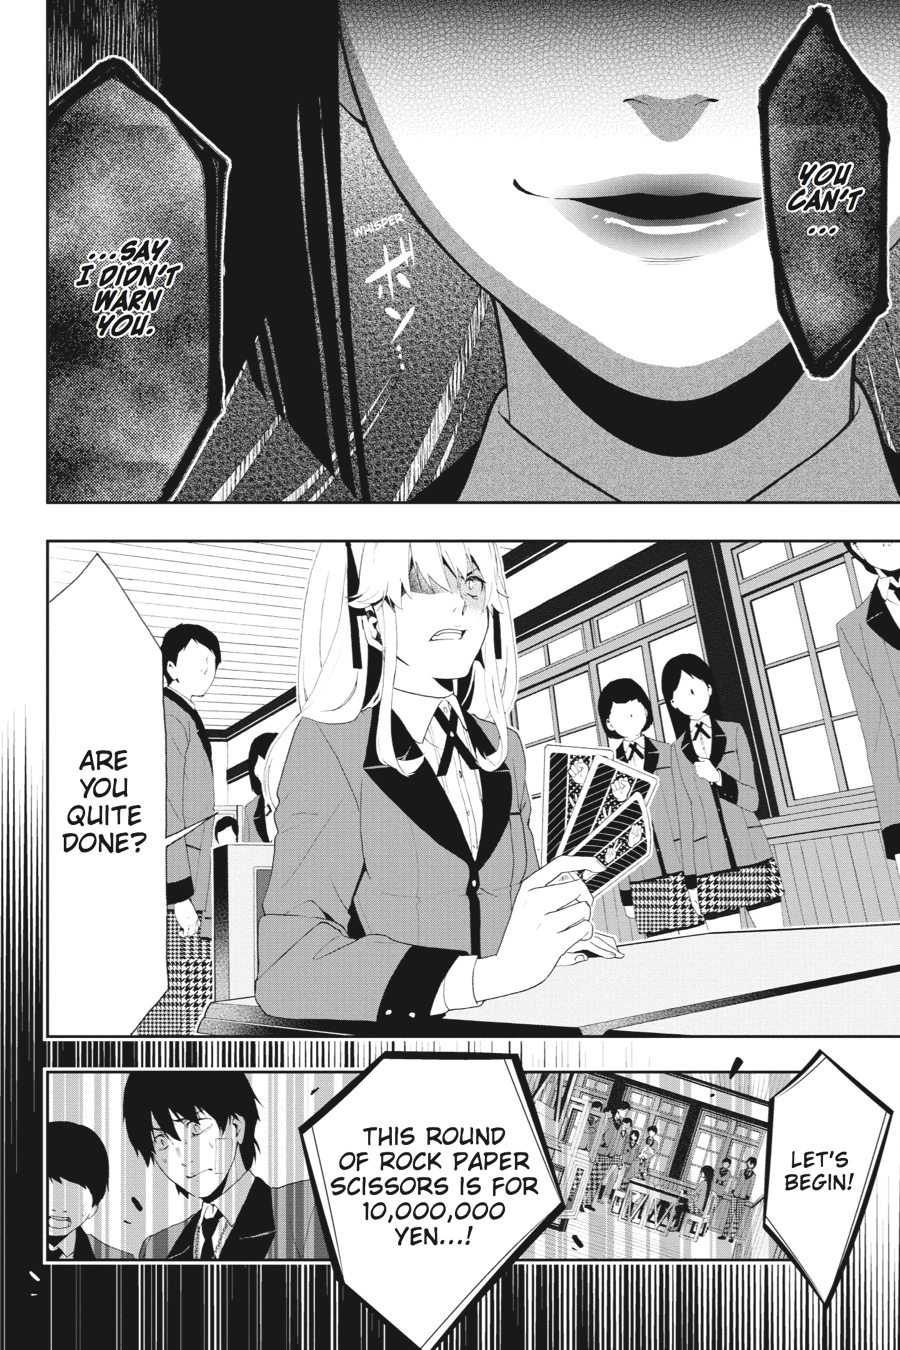 YOU
CAN'T
...
WHISPER
ボソ…
...SAY
I DIDN'T
WARN
YOU.
ARE
YOU
QUITE
DONE?
LET'S
BEGIN!
THIS ROUND
OF ROCK PAPER
SCISSORS IS FOR
10,000,000
YEN...!